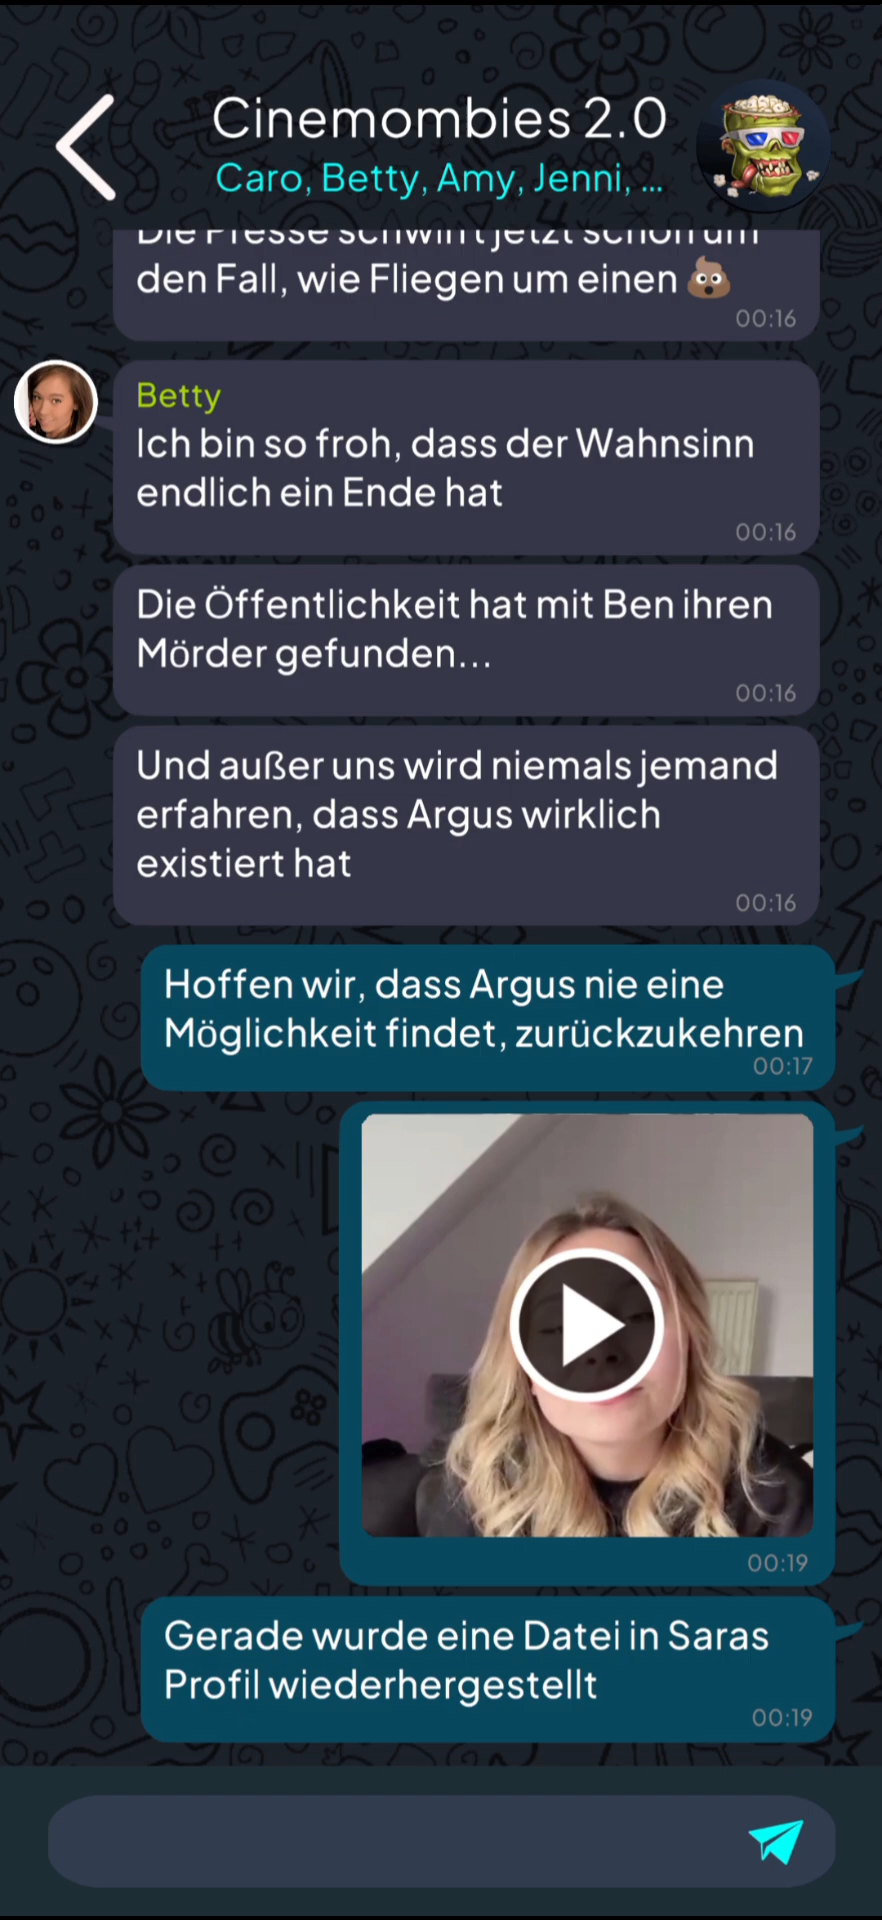 Cinemombies 2.0
Caro, Betty, Amy, Jenni, ...
Die Presse schwirrt jetzt schon um
den Fall, wie Fliegen um einen 💩
00:16
Betty
Ich bin so froh, dass der Wahnsinn
endlich ein Ende hat
00:16
Die Öffentlichkeit hat mit Ben ihren
Mörder gefunden...
00:16
Und außer uns wird niemals jemand
erfahren, dass Argus wirklich
existiert hat
00:16
Hoffen wir, dass Argus nie eine
Möglichkeit findet, zurückzukehren
00:17
00:19
Gerade wurde eine Datei in Saras
Profil wiederhergestellt
00:19